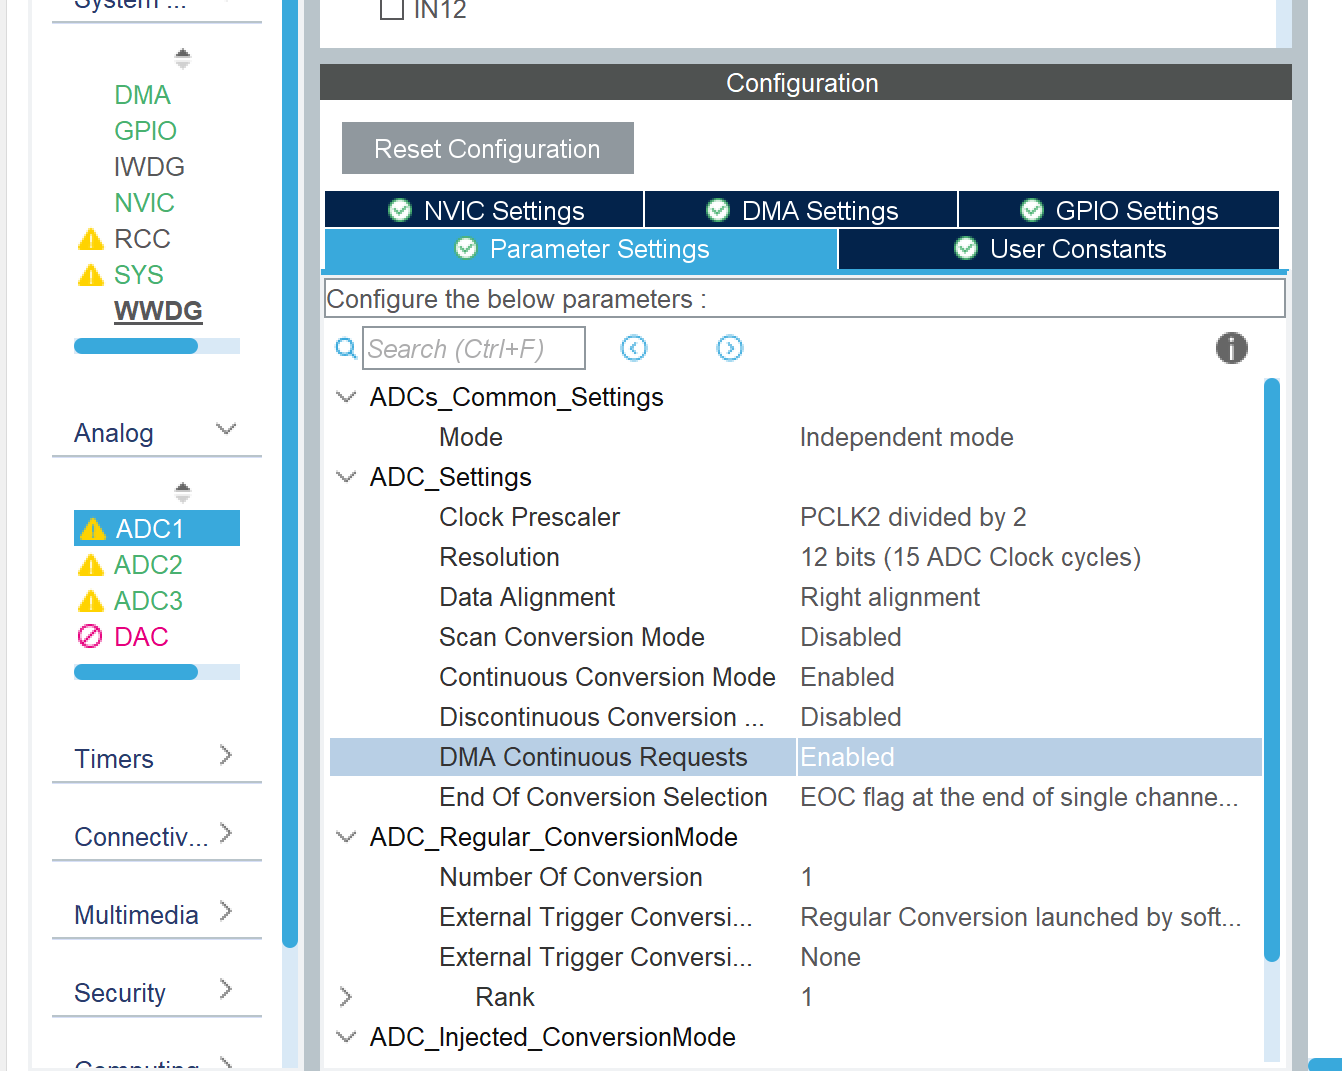 System ...
DMA
GPIO
IWDG
NVIC
RCC
SYS
WWDG
Analog
ADC1
ADC2
ADC3
DAC
Timers
Connectiv...
Multimedia
Security
Computing
IN12
Configuration
Reset Configuration
NVIC Settings
DMA Settings
GPIO Settings
Parameter Settings
User Constants
Configure the below parameters :
Search (Ctrl+F)
ADCs_Common_Settings
Mode Independent mode
ADC_Settings
Clock Prescaler PCLK2 divided by 2
Resolution 12 bits (15 ADC Clock cycles)
Data Alignment Right alignment
Scan Conversion Mode Disabled
Continuous Conversion Mode Enabled
Discontinuous Conversion ... Disabled
DMA Continuous Requests Enabled
End Of Conversion Selection EOC flag at the end of single channe...
ADC_Regular_ConversionMode
Number Of Conversion 1
External Trigger Conversi... Regular Conversion launched by soft...
External Trigger Conversi... None
Rank 1
ADC_Injected_ConversionMode